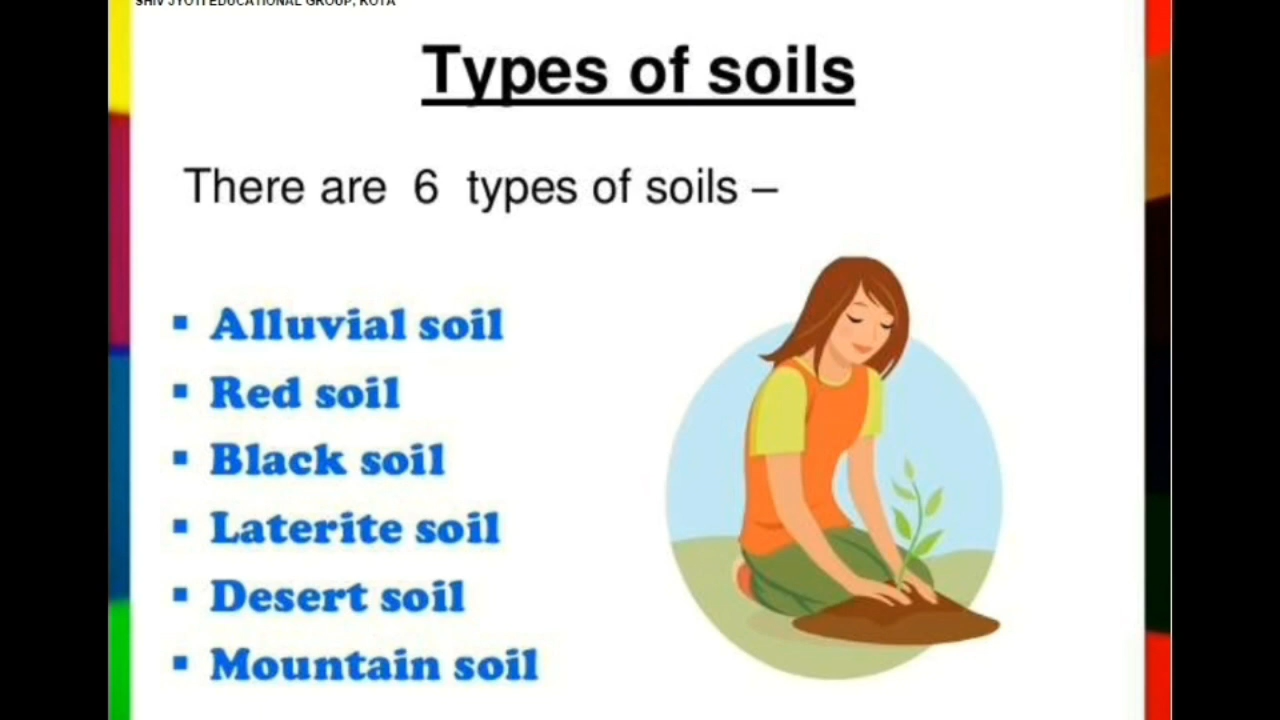 SHIV JYOTI EDUCATIONAL GROUP, KOTA
Types of soils
There are 6 types of soils –
▪ Alluvial soil
▪ Red soil
▪ Black soil
▪ Laterite soil
▪ Desert soil
▪ Mountain soil